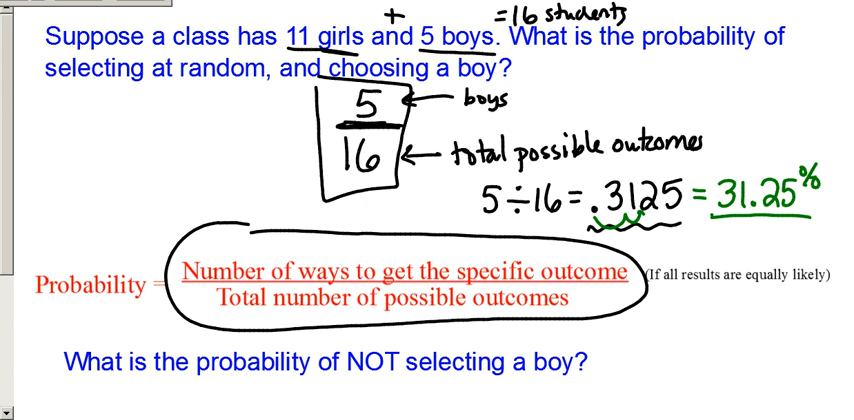 + = 16 students
Suppose a class has 11 girls and 5 boys. What is the probability of
selecting at random, and choosing a boy?
5 ← boys
16 ← total possible outcomes
5 ÷ 16 = .3125 = 31.25%
Probability = Number of ways to get the specific outcome (If all results are equally likely)
Total number of possible outcomes
What is the probability of NOT selecting a boy?